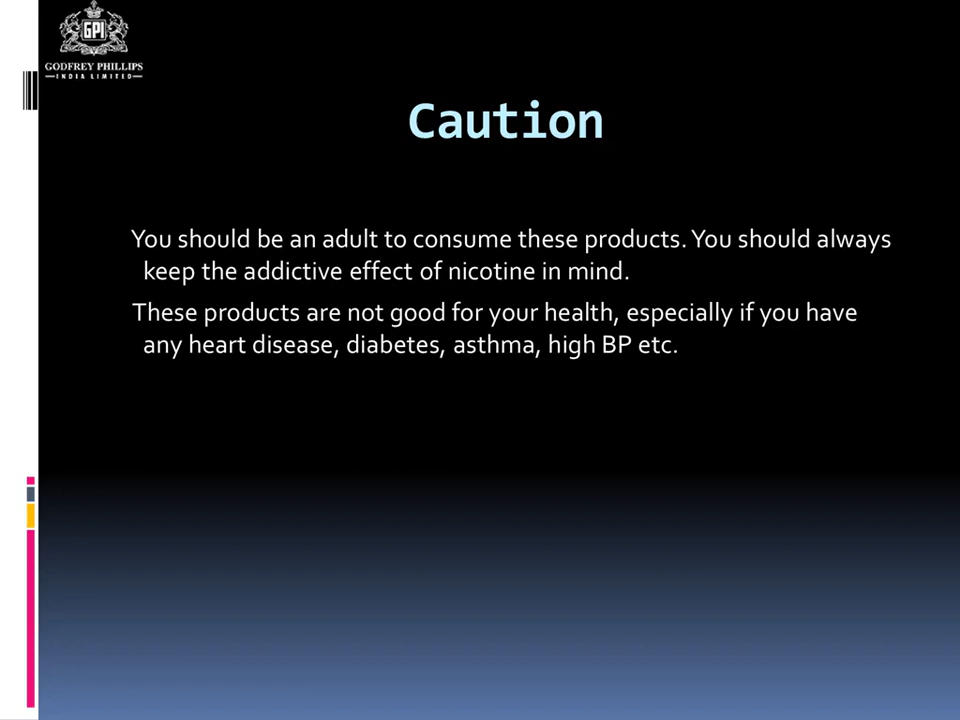 GPI
GODFREY PHILLIPS
INDIA LIMITED
Caution
You should be an adult to consume these products. You should always
keep the addictive effect of nicotine in mind.
These products are not good for your health, especially if you have
any heart disease, diabetes, asthma, high BP etc.